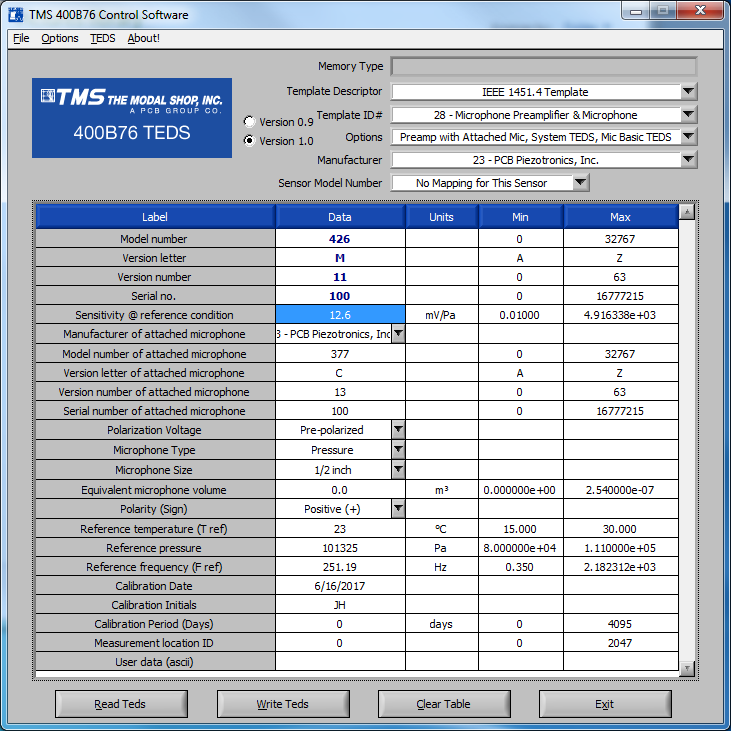 TMS 400B76 Control Software
File Options TEDS About!
Memory Type
Template Descriptor IEEE 1451.4 Template
TMS THE MODAL SHOP, INC.
A PCB GROUP CO.
400B76 TEDS
Version 0.9
Version 1.0
Template ID# 28 - Microphone Preamplifier & Microphone
Options Preamp with Attached Mic, System TEDS, Mic Basic TEDS
Manufacturer 23 - PCB Piezotronics, Inc.
Sensor Model Number No Mapping for This Sensor
Label Data Units Min Max
Model number 426 0 32767
Version letter M A Z
Version number 11 0 63
Serial no. 100 0 16777215
Sensitivity @ reference condition 12.6 mV/Pa 0.01000 4.916338e+03
Manufacturer of attached microphone 3 - PCB Piezotronics, Inc
Model number of attached microphone 377 0 32767
Version letter of attached microphone C A Z
Version number of attached microphone 13 0 63
Serial number of attached microphone 100 0 16777215
Polarization Voltage Pre-polarized
Microphone Type Pressure
Microphone Size 1/2 inch
Equivalent microphone volume 0.0 m³ 0.000000e+00 2.540000e-07
Polarity (Sign) Positive (+)
Reference temperature (T ref) 23 °C 15.000 30.000
Reference pressure 101325 Pa 8.000000e+04 1.110000e+05
Reference frequency (F ref) 251.19 Hz 0.350 2.182312e+03
Calibration Date 6/16/2017
Calibration Initials JH
Calibration Period (Days) 0 days 0 4095
Measurement location ID 0 0 2047
User data (ascii)
Read Teds Write Teds Clear Table Exit